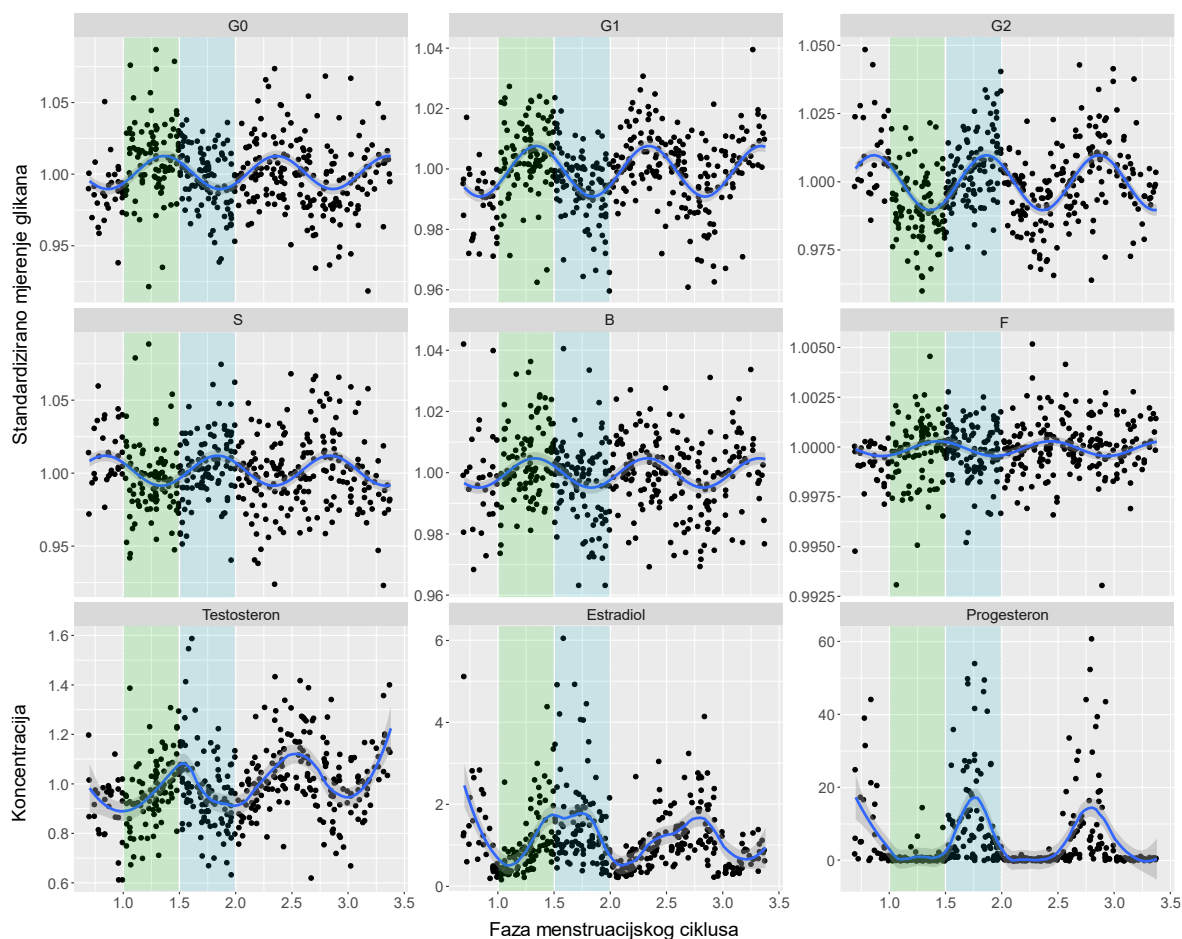 G0
G1
G2
1.05
1.00
0.95
1.04
1.02
1.00
0.98
0.96
1.050
1.025
1.000
0.975
S
B
F
1.05
1.00
0.95
1.04
1.02
1.00
0.98
0.96
1.0050
1.0025
1.0000
0.9975
0.9950
0.9925
Standardizirano mjerenje glikana
Testosteron
Estradiol
Progesteron
1.6
1.4
1.2
1.0
0.8
0.6
6
4
2
0
60
40
20
0
Koncentracija
1.0 1.5 2.0 2.5 3.0 3.5
1.0 1.5 2.0 2.5 3.0 3.5
1.0 1.5 2.0 2.5 3.0 3.5
Faza menstruacijskog ciklusa